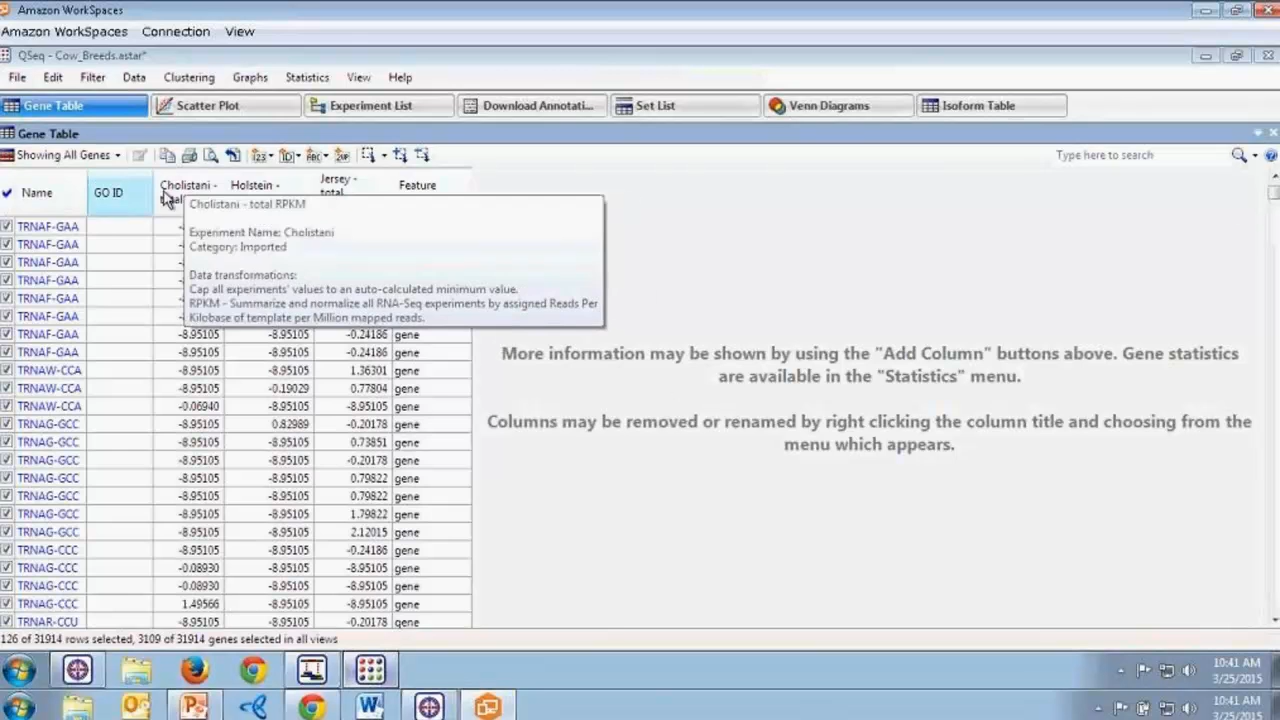 Amazon WorkSpaces
Amazon WorkSpaces Connection View
QSeq - Cow_Breeds.astar*
File Edit Filter Data Clustering Graphs Statistics View Help
Gene Table Scatter Plot Experiment List Download Annotati... Set List Venn Diagrams Isoform Table
Gene Table
Showing All Genes Type here to search
Name GO ID Cholistani - Holstein - Jersey - total Feature
Cholistani - total RPKM
Experiment Name: Cholistani
Category: Imported
Data transformations:
Cap all experiments' values to an auto-calculated minimum value.
RPKM - Summarize and normalize all RNA-Seq experiments by assigned Reads Per
Kilobase of template per Million mapped reads.
TRNAF-GAA
TRNAF-GAA
TRNAF-GAA
TRNAF-GAA
TRNAF-GAA
TRNAF-GAA
TRNAF-GAA -8.95105 -8.95105 -0.24186 gene
TRNAF-GAA -8.95105 -8.95105 -0.24186 gene
TRNAW-CCA -8.95105 -8.95105 1.36301 gene
TRNAW-CCA -8.95105 -0.19029 0.77804 gene
TRNAW-CCA -0.06940 -8.95105 -8.95105 gene
TRNAG-GCC -8.95105 0.82989 -0.20178 gene
TRNAG-GCC -8.95105 -8.95105 0.73851 gene
TRNAG-GCC -8.95105 -8.95105 -0.20178 gene
TRNAG-GCC -8.95105 -8.95105 0.79822 gene
TRNAG-GCC -8.95105 -8.95105 0.79822 gene
TRNAG-GCC -8.95105 -8.95105 1.79822 gene
TRNAG-GCC -8.95105 -8.95105 2.12015 gene
TRNAG-CCC -8.95105 -8.95105 -0.24186 gene
TRNAG-CCC -0.08930 -8.95105 -8.95105 gene
TRNAG-CCC -0.08930 -8.95105 -8.95105 gene
TRNAG-CCC 1.49566 -8.95105 -8.95105 gene
TRNAR-CCU -8.95105 -8.95105 -0.20178 gene
More information may be shown by using the "Add Column" buttons above. Gene statistics
are available in the "Statistics" menu.
Columns may be removed or renamed by right clicking the column title and choosing from the
menu which appears.
126 of 31914 rows selected, 3109 of 31914 genes selected in all views
10:41 AM
3/25/2015
10:41 AM
3/25/2015